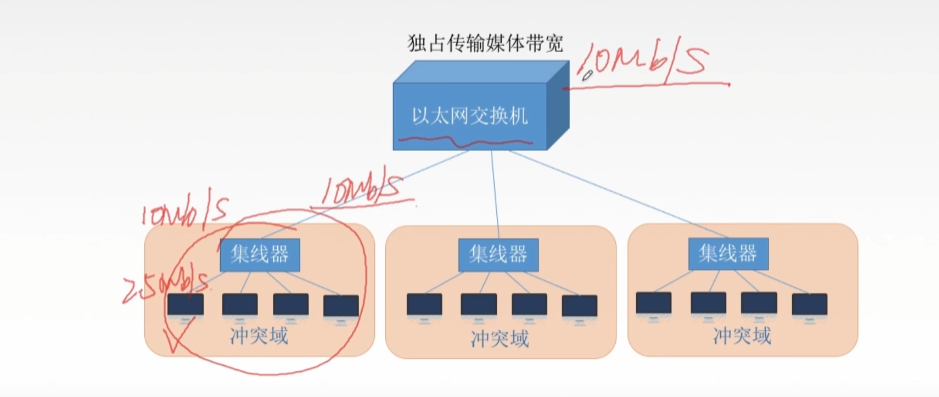 独占传输媒体带宽
10Mb/s
以太网交换机
10Mb/s
10Mb/s
集线器
集线器
集线器
2.5Mb/s
冲突域
冲突域
冲突域